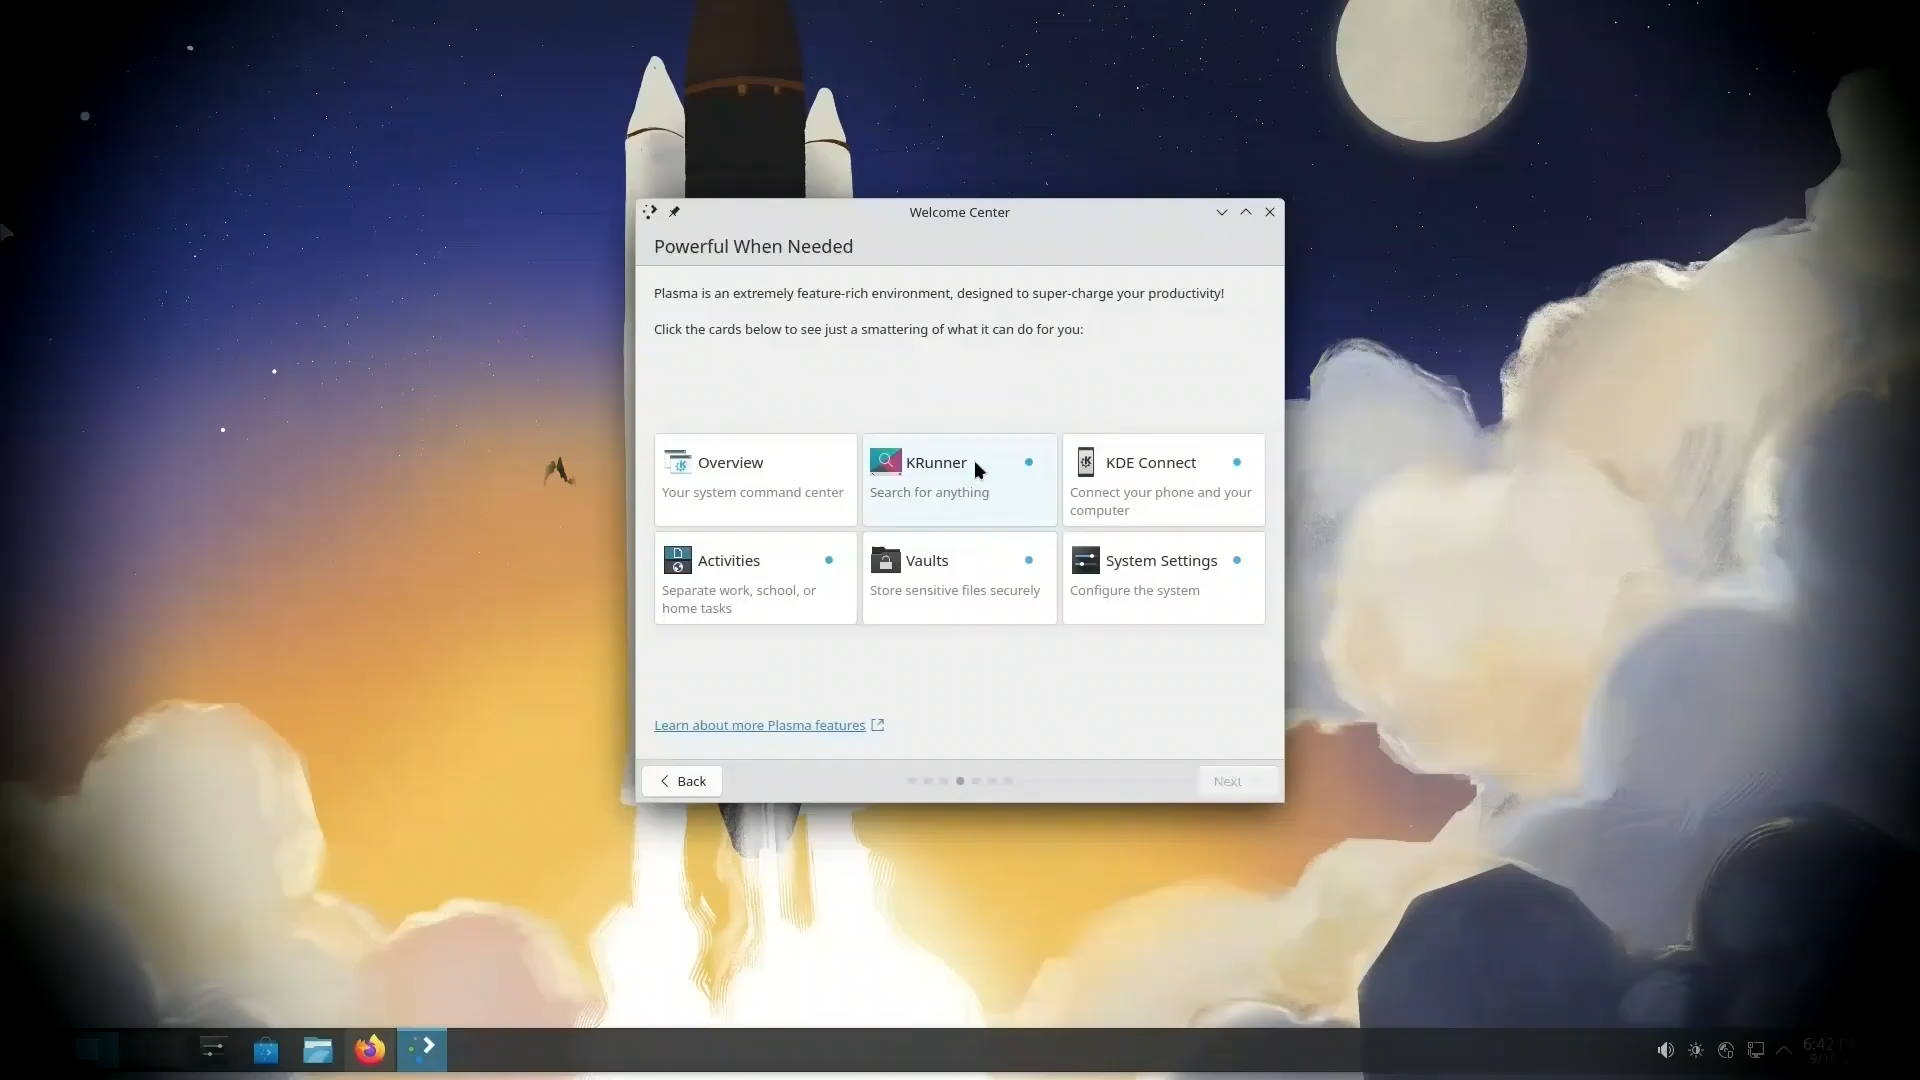 Welcome Center
Powerful When Needed
Plasma is an extremely feature-rich environment, designed to super-charge your productivity!
Click the cards below to see just a smattering of what it can do for you:
Overview
Your system command center
KRunner
Search for anything
KDE Connect
Connect your phone and your
computer
Activities
Separate work, school, or
home tasks
Vaults
Store sensitive files securely
System Settings
Configure the system
Learn about more Plasma features
Back
Next
6:42